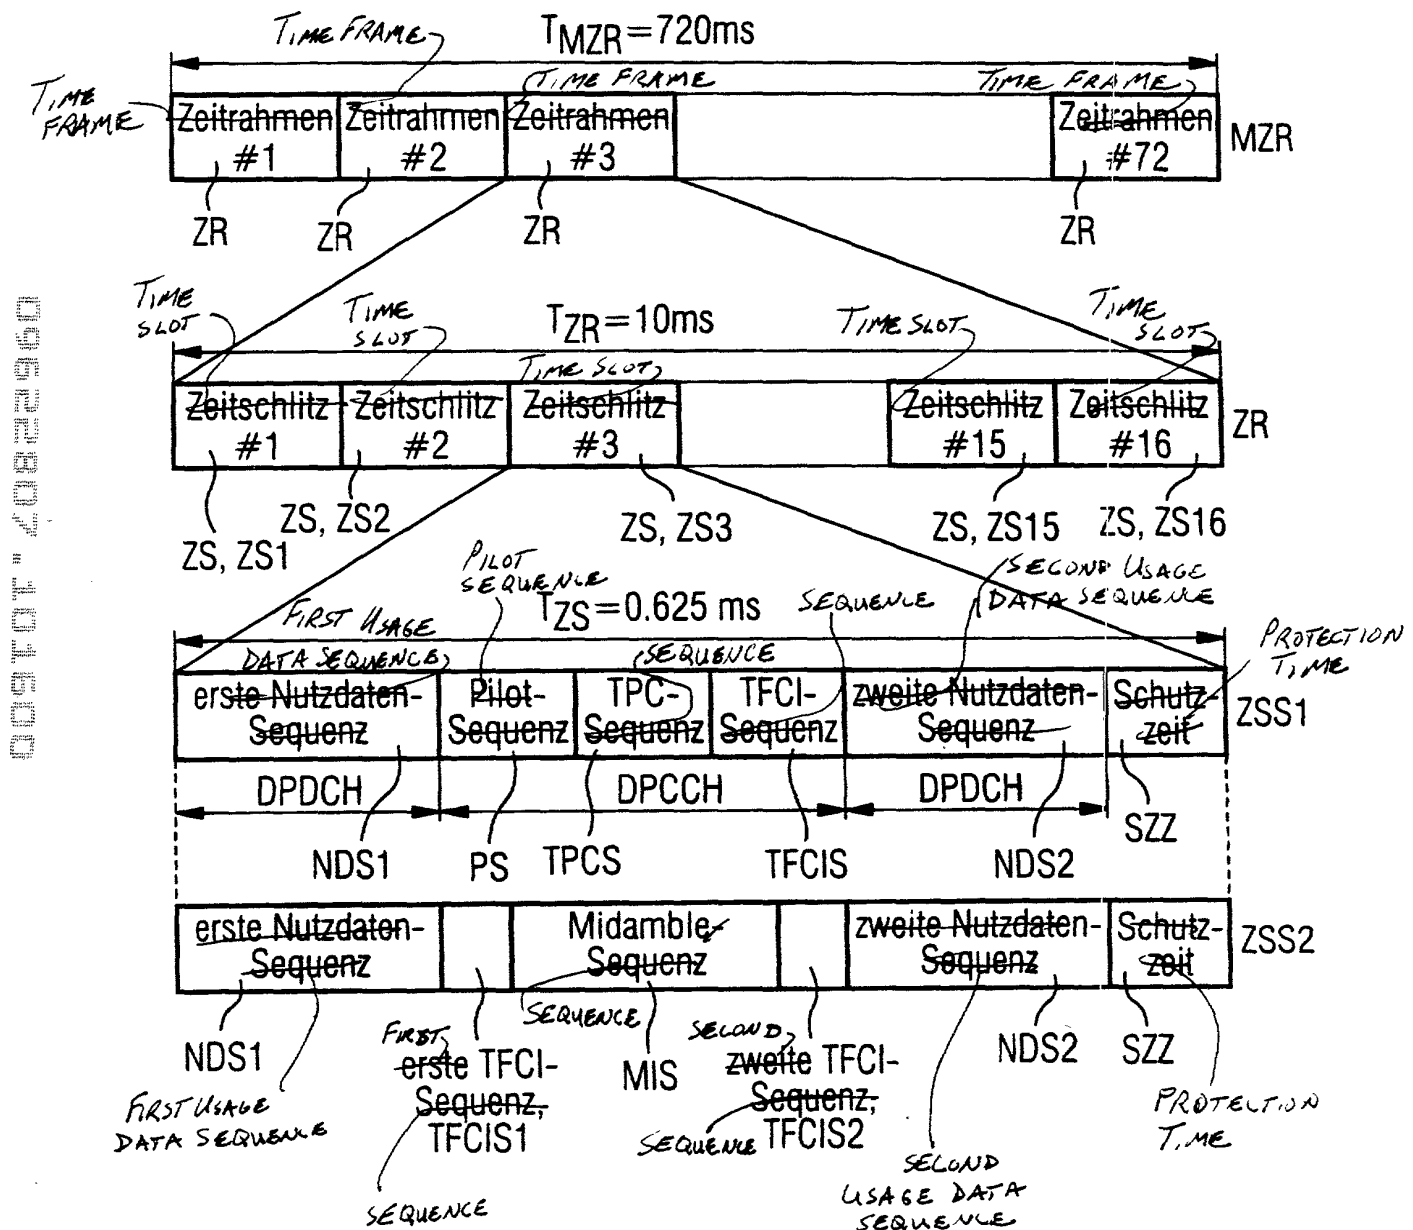 TIME FRAME
T_MZR=720ms
TIME
FRAME
TIME FRAME
TIME FRAME
Zeitrahmen
#1
Zeitrahmen
#2
Zeitrahmen
#3
Zeitrahmen
#72
MZR
ZR
ZR
ZR
ZR
TIME
SLOT
TIME
SLOT
T_ZR=10ms
TIME SLOT
TIME
SLOT
TIME SLOT
Zeitschlitz
#1
Zeitschlitz
#2
Zeitschlitz
#3
Zeitschlitz
#15
Zeitschlitz
#16
ZR
ZS, ZS1
ZS, ZS2
ZS, ZS3
ZS, ZS15
ZS, ZS16
PILOT
SEQUENCE
T_ZS=0.625 ms
FIRST USAGE
DATA SEQUENCE
SEQUENCE
SEQUENCE
SECOND USAGE
DATA SEQUENCE
PROTECTION
TIME
erste Nutzdaten-
Sequenz
Pilot-
Sequenz
TPC-
Sequenz
TFCI-
Sequenz
zweite Nutzdaten-
Sequenz
Schutz-
zeit
ZSS1
DPDCH
DPCCH
DPDCH
NDS1
PS
TPCS
TFCIS
NDS2
SZZ
erste Nutzdaten-
Sequenz
Midamble-
Sequenz
zweite Nutzdaten-
Sequenz
Schutz-
zeit
ZSS2
NDS1
FIRST USAGE
DATA SEQUENCE
FIRST
erste TFCI-
Sequenz,
TFCIS1
SEQUENCE
SEQUENCE
MIS
SECOND
zweite TFCI-
Sequenz,
SEQUENCE TFCIS2
NDS2
SZZ
SECOND
USAGE DATA
SEQUENCE
PROTECTION
TIME